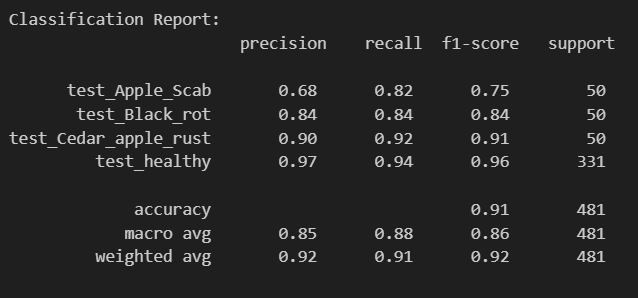 Classification Report:
precision recall f1-score support
test_Apple_Scab 0.68 0.82 0.75 50
test_Black_rot 0.84 0.84 0.84 50
test_Cedar_apple_rust 0.90 0.92 0.91 50
test_healthy 0.97 0.94 0.96 331
accuracy 0.91 481
macro avg 0.85 0.88 0.86 481
weighted avg 0.92 0.91 0.92 481